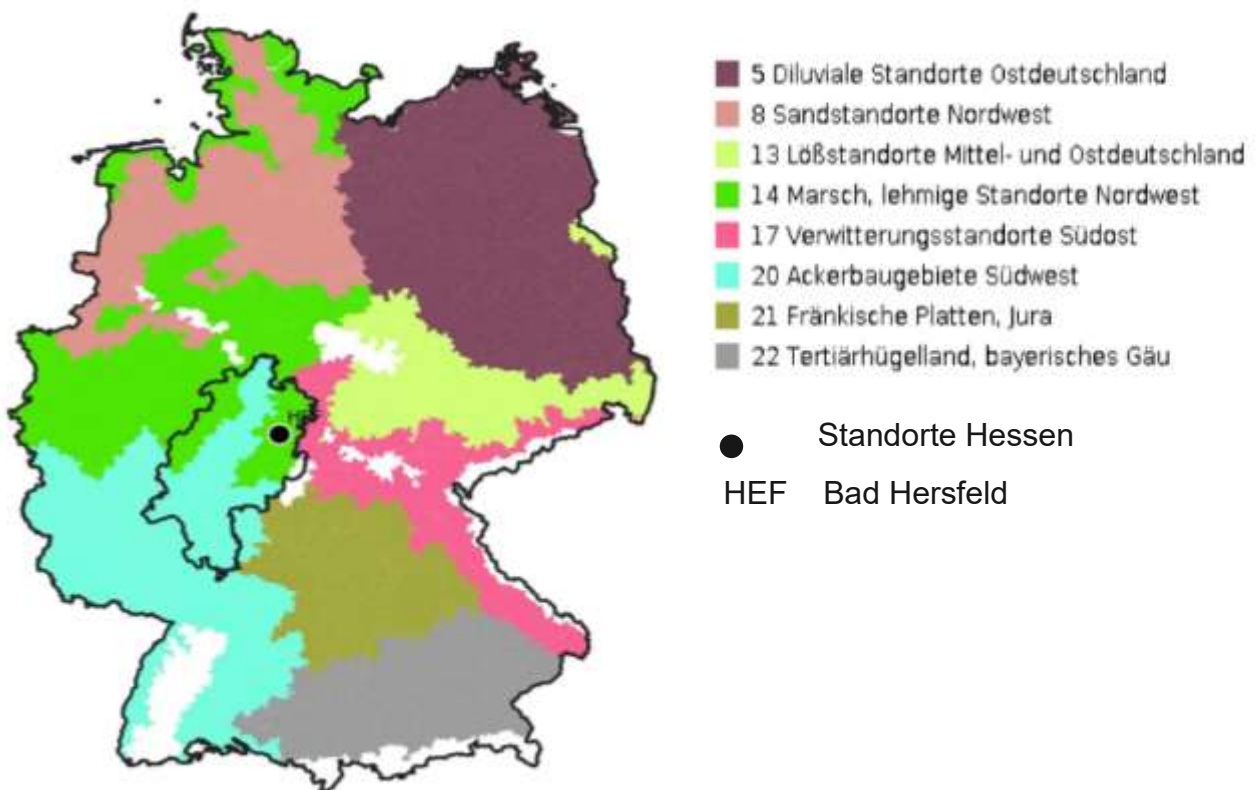 5 Diluviale Standorte Ostdeutschland
8 Sandstandorte Nordwest
13 Lößstandorte Mittel- und Ostdeutschland
14 Marsch, lehmige Standorte Nordwest
17 Verwitterungsstandorte Südost
20 Ackerbaugebiete Südwest
21 Fränkische Platten, Jura
22 Tertiärhügelland, bayerisches Gäu
Standorte Hessen
HEF Bad Hersfeld
HEF